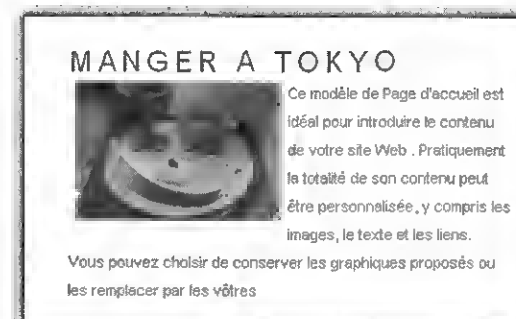 MANGER A TOKYO
Ce modèle de Page d'accueil est
idéal pour introduire le contenu
de votre site Web . Pratiquement
la totalité de son contenu peut
être personnalisée, y compris les
images, le texte et les liens.
Vous pouvez choisir de conserver les graphiques proposés ou
les remplacer par les vôtres